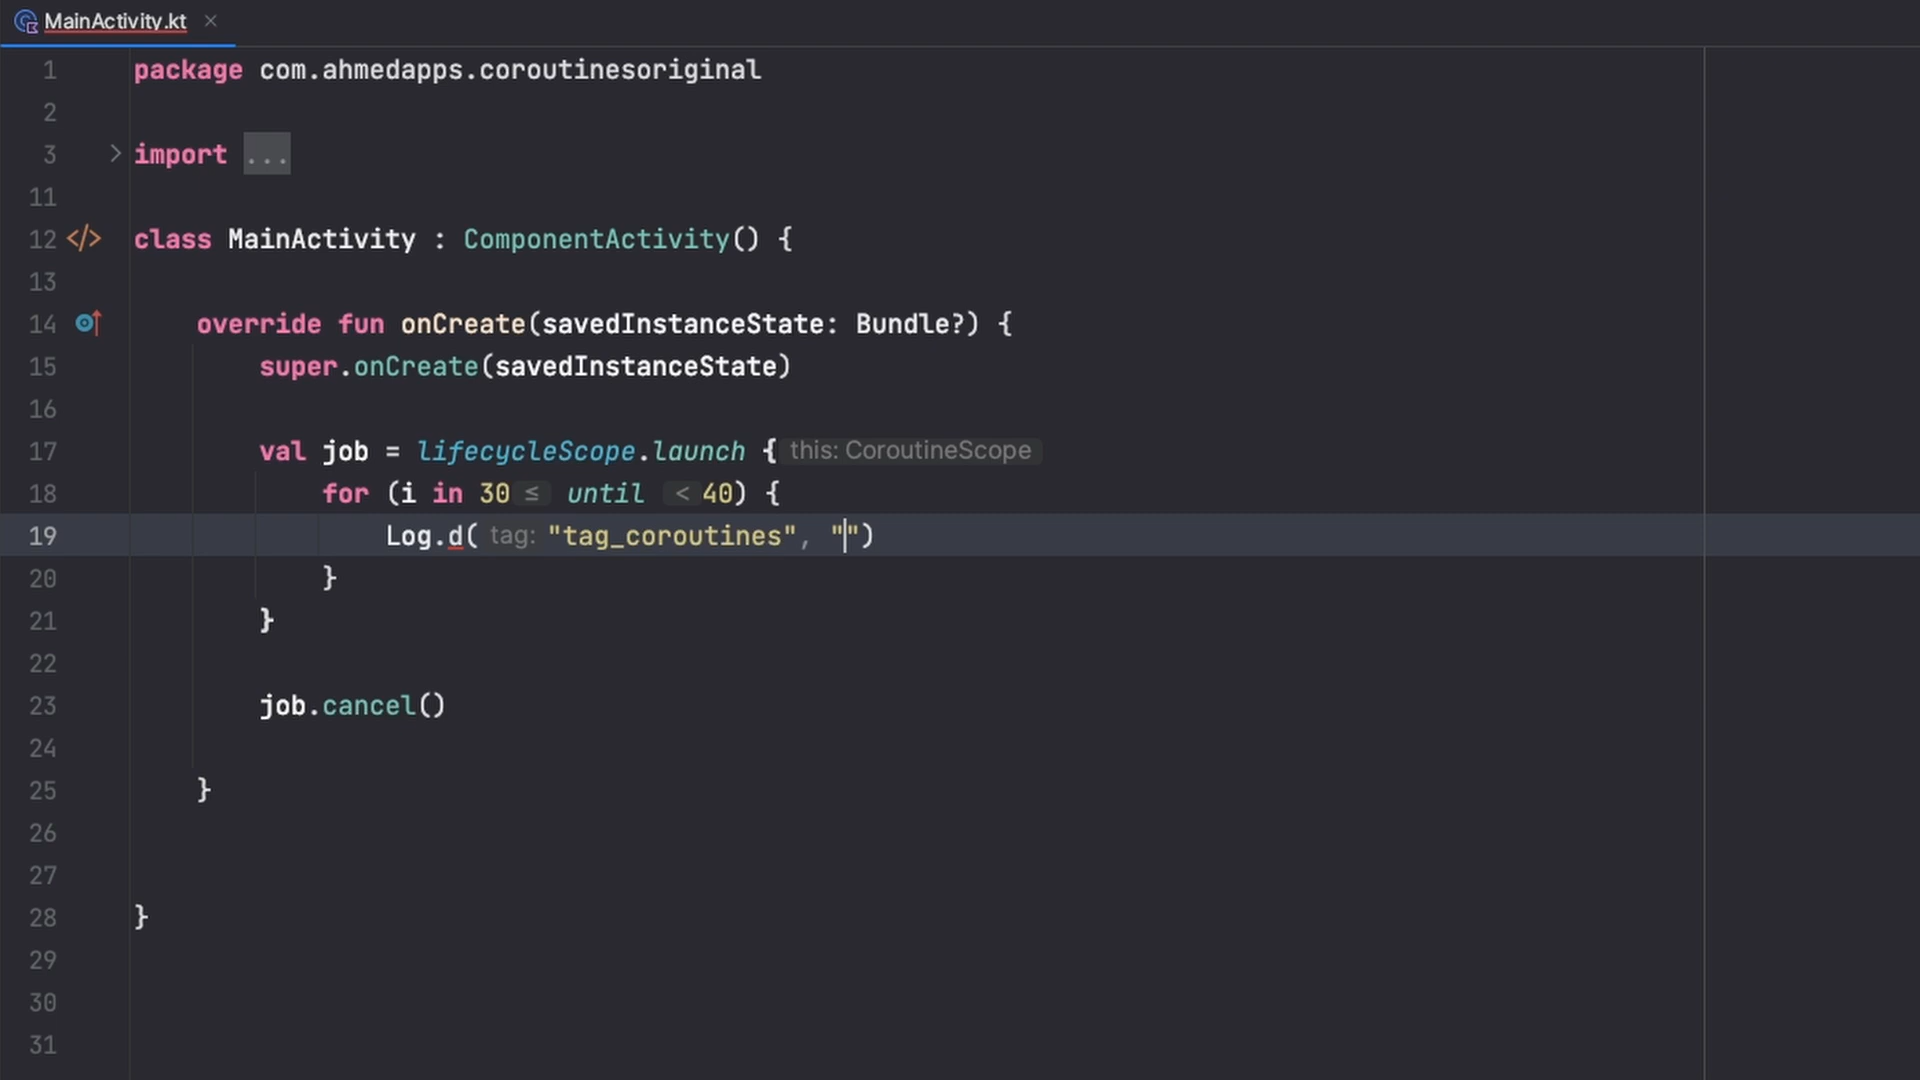 MainActivity.kt
1 package com.ahmedapps.coroutinesoriginal
2
3 import ...
11
12 class MainActivity : ComponentActivity() {
13
14 override fun onCreate(savedInstanceState: Bundle?) {
15 super.onCreate(savedInstanceState)
16
17 val job = lifecycleScope.launch { this: CoroutineScope
18 for (i in 30 ≤ until < 40) {
19 Log.d( tag: "tag_coroutines", "")
20 }
21 }
22
23 job.cancel()
24
25 }
26
27
28 }
29
30
31